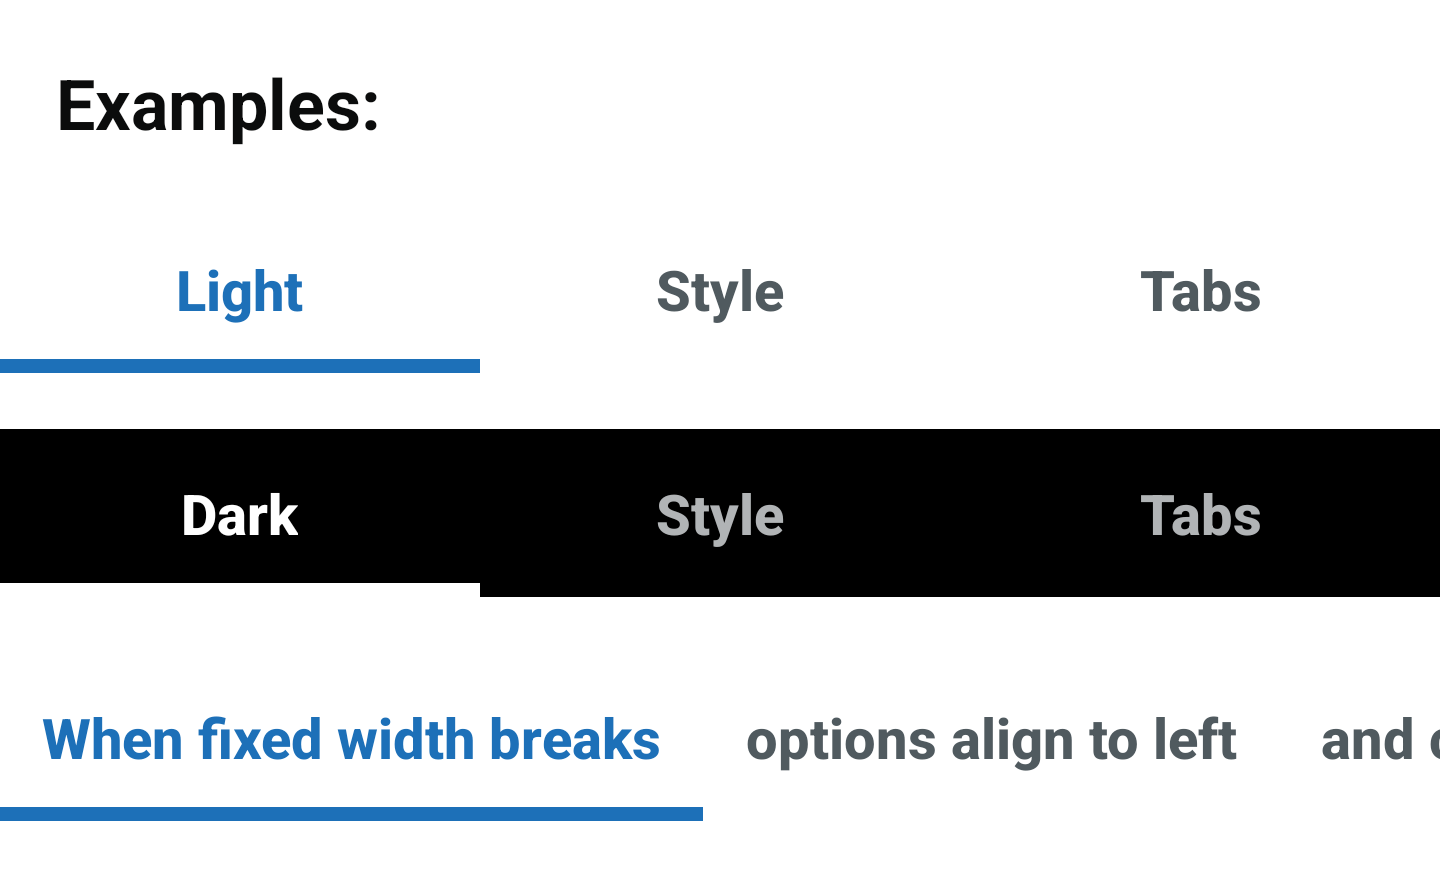 Examples:
Light Style Tabs
Dark Style Tabs
When fixed width breaks options align to left and